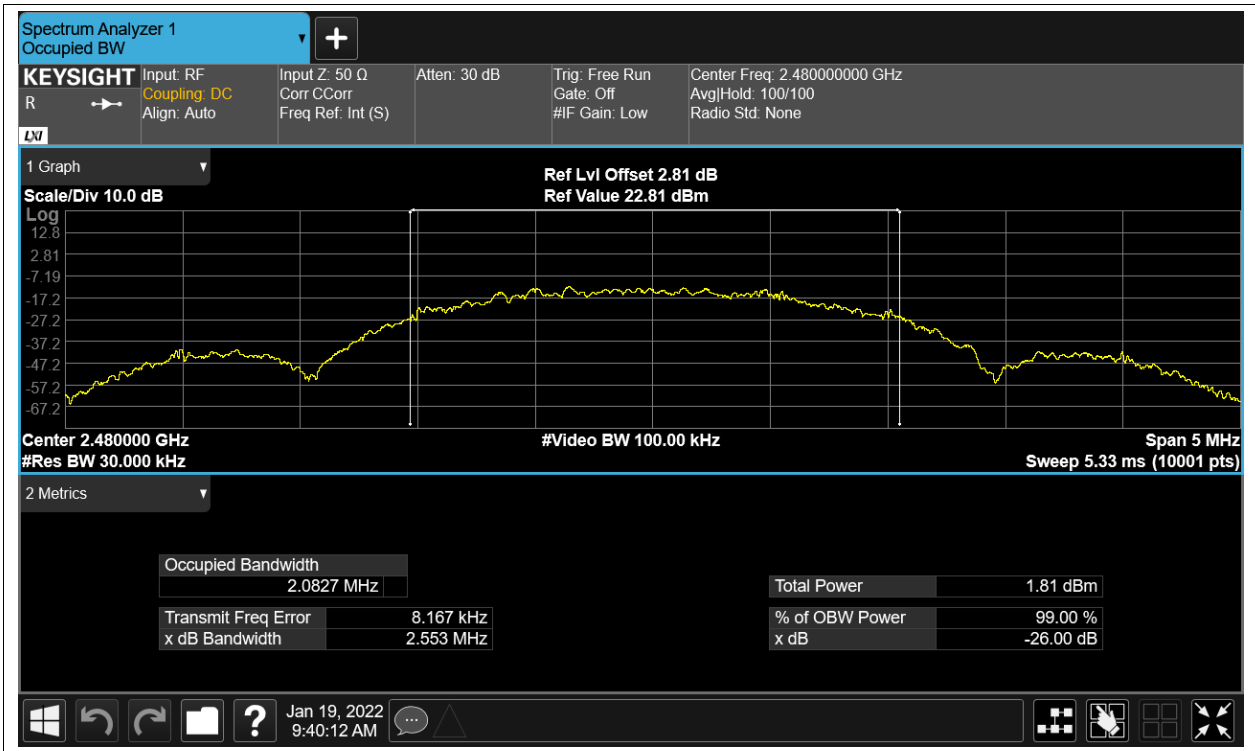 Spectrum Analyzer 1
Occupied BW
KEYSIGHT Input: RF Input Z: 50 Ω Atten: 30 dB Trig: Free Run Center Freq: 2.480000000 GHz
R Coupling: DC Corr CCorr Gate: Off Avg|Hold: 100/100
Align: Auto Freq Ref: Int (S) #IF Gain: Low Radio Std: None
LXI
1 Graph
Ref Lvl Offset 2.81 dB
Scale/Div 10.0 dB Ref Value 22.81 dBm
Log
12.8
2.81
-7.19
-17.2
-27.2
-37.2
-47.2
-57.2
-67.2
Center 2.480000 GHz #Video BW 100.00 kHz Span 5 MHz
#Res BW 30.000 kHz Sweep 5.33 ms (10001 pts)
2 Metrics
Occupied Bandwidth
2.0827 MHz
Total Power 1.81 dBm
Transmit Freq Error 8.167 kHz % of OBW Power 99.00 %
x dB Bandwidth 2.553 MHz x dB -26.00 dB
? Jan 19, 2022
9:40:12 AM